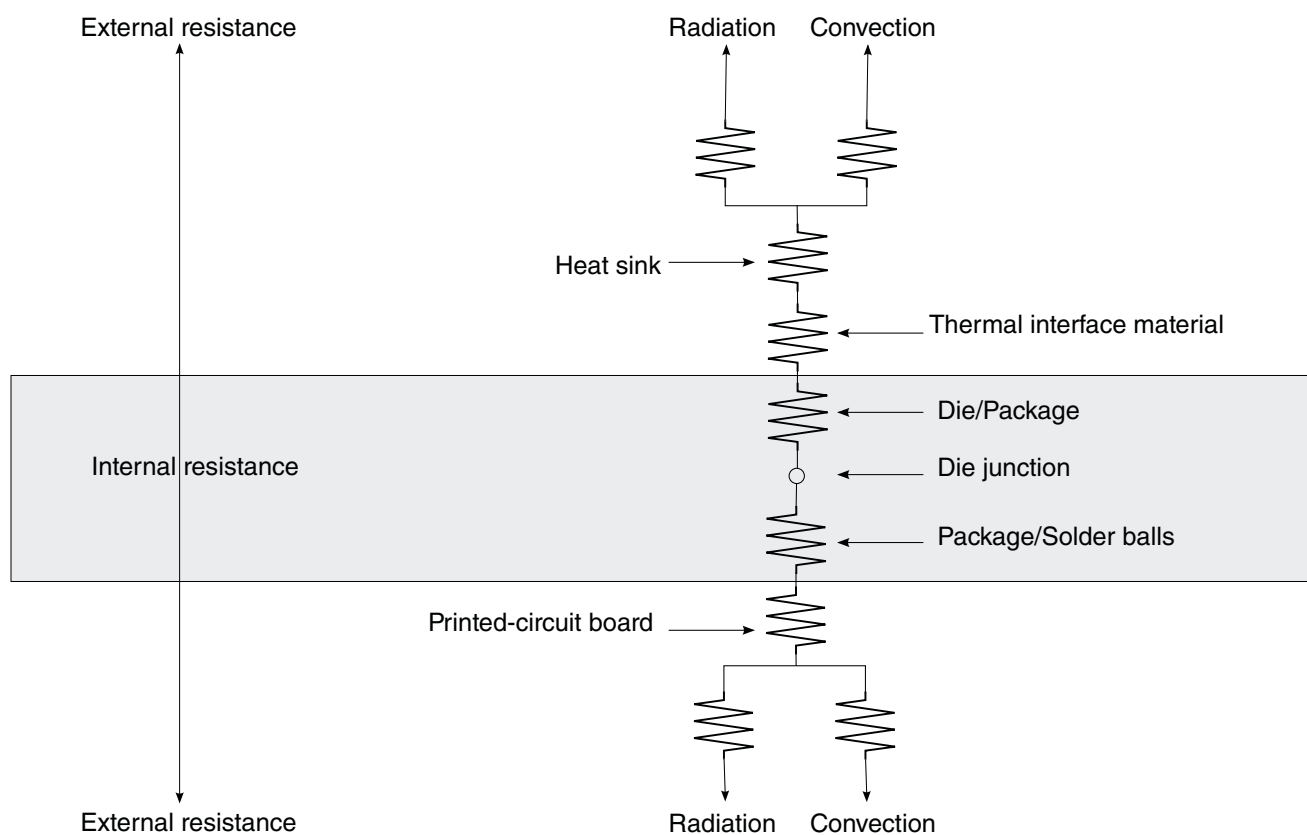 External resistance
Radiation
Convection
Heat sink
Thermal interface material
Die/Package
Internal resistance
Die junction
Package/Solder balls
Printed-circuit board
External resistance
Radiation
Convection